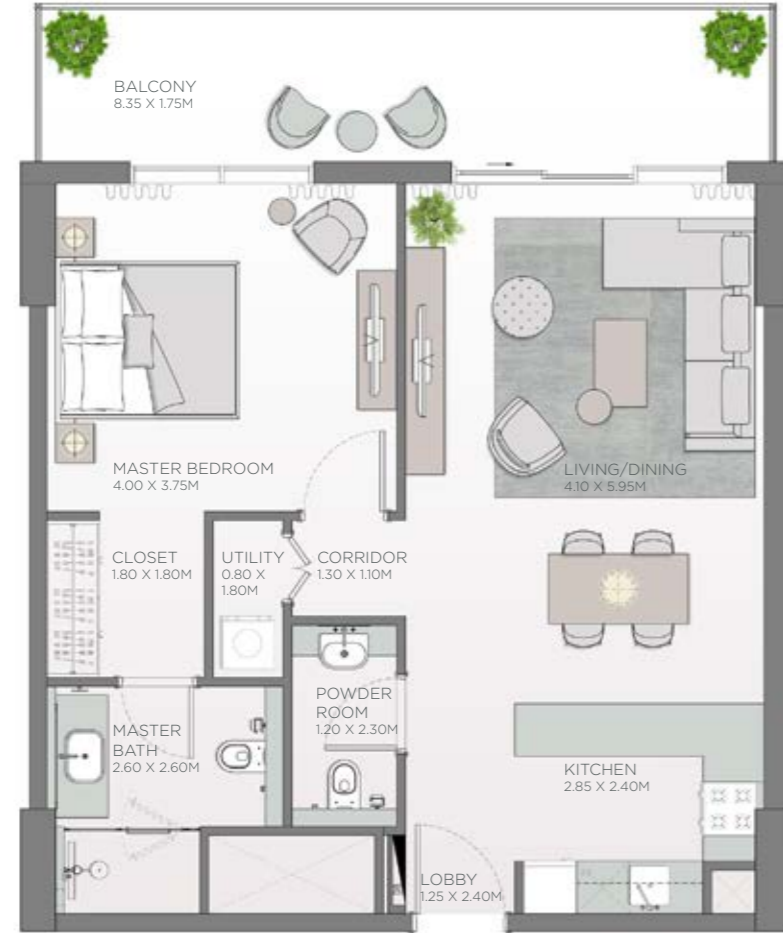 BALCONY
8.35 X 1.75M
MASTER BEDROOM
4.00 X 3.75M
LIVING/DINING
4.10 X 5.95M
CLOSET
1.80 X 1.80M
UTILITY
0.80 X
1.80M
CORRIDOR
1.30 X 1.10M
POWDER
ROOM
1.20 X 2.30M
MASTER
BATH
2.60 X 2.60M
KITCHEN
2.85 X 2.40M
LOBBY
1.25 X 2.40M